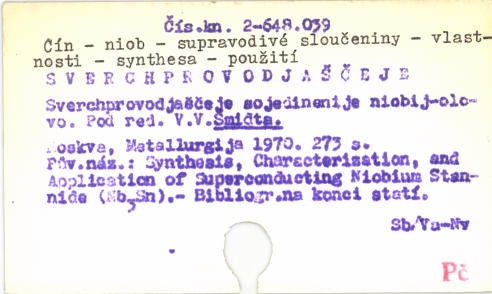 Čís.kn. 2-648.039
Čín - niob - supravodivé sloučeniny - vlast-
nosti - synthesa - použití
S V E R C H P R O V O D J A Š Č E J E
Sverchprovodjaščeje sojedinenije niobij-olo-
vo. Pod red. V.V.Šmidta.
Moskva, Metallurgija 1970. 273 s.
Pův.náz.: Synthesis, Characterization, and
Application of Superconducting Niobium Stan-
nide (Nb3Sn).- Bibliogr.na konci statí.
Sb/Va-Nv
Pč